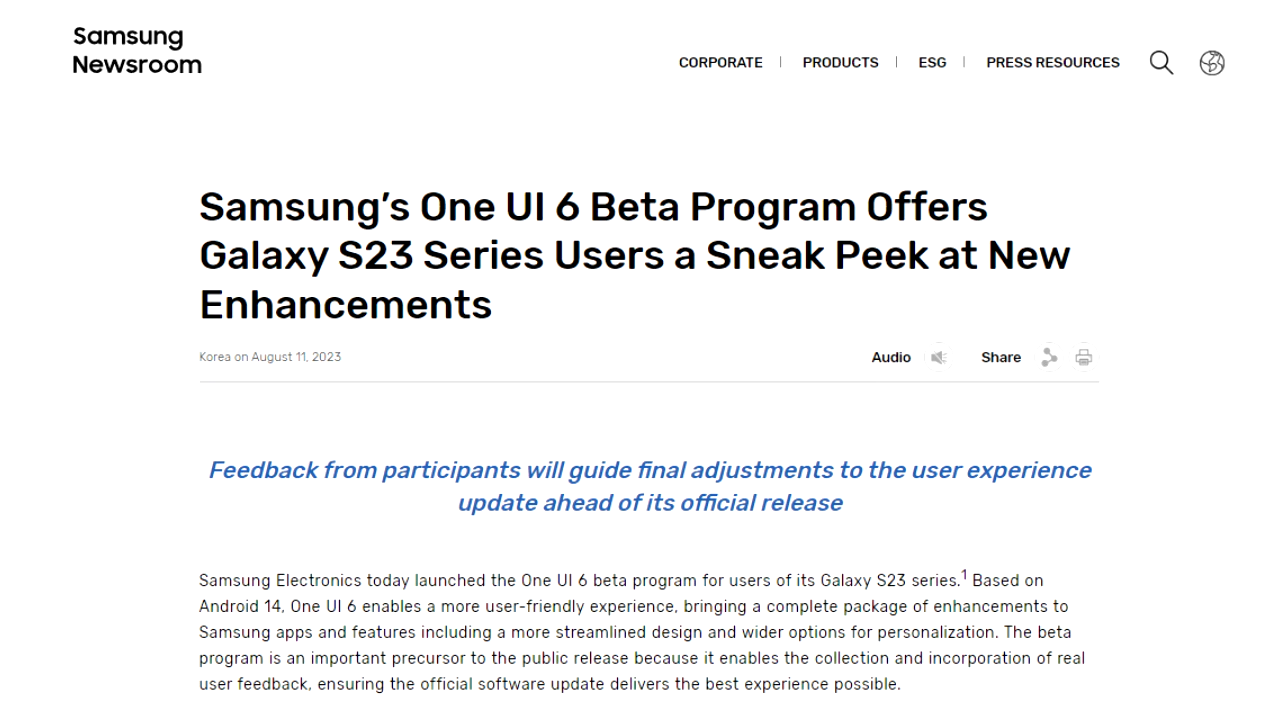 Samsung
Newsroom
CORPORATE
PRODUCTS
ESG
PRESS RESOURCES
Samsung’s One UI 6 Beta Program Offers
Galaxy S23 Series Users a Sneak Peek at New
Enhancements
Korea on August 11, 2023
Audio
Share
Feedback from participants will guide final adjustments to the user experience
update ahead of its official release
Samsung Electronics today launched the One UI 6 beta program for users of its Galaxy S23 series.1 Based on
Android 14, One UI 6 enables a more user-friendly experience, bringing a complete package of enhancements to
Samsung apps and features including a more streamlined design and wider options for personalization. The beta
program is an important precursor to the public release because it enables the collection and incorporation of real
user feedback, ensuring the official software update delivers the best experience possible.